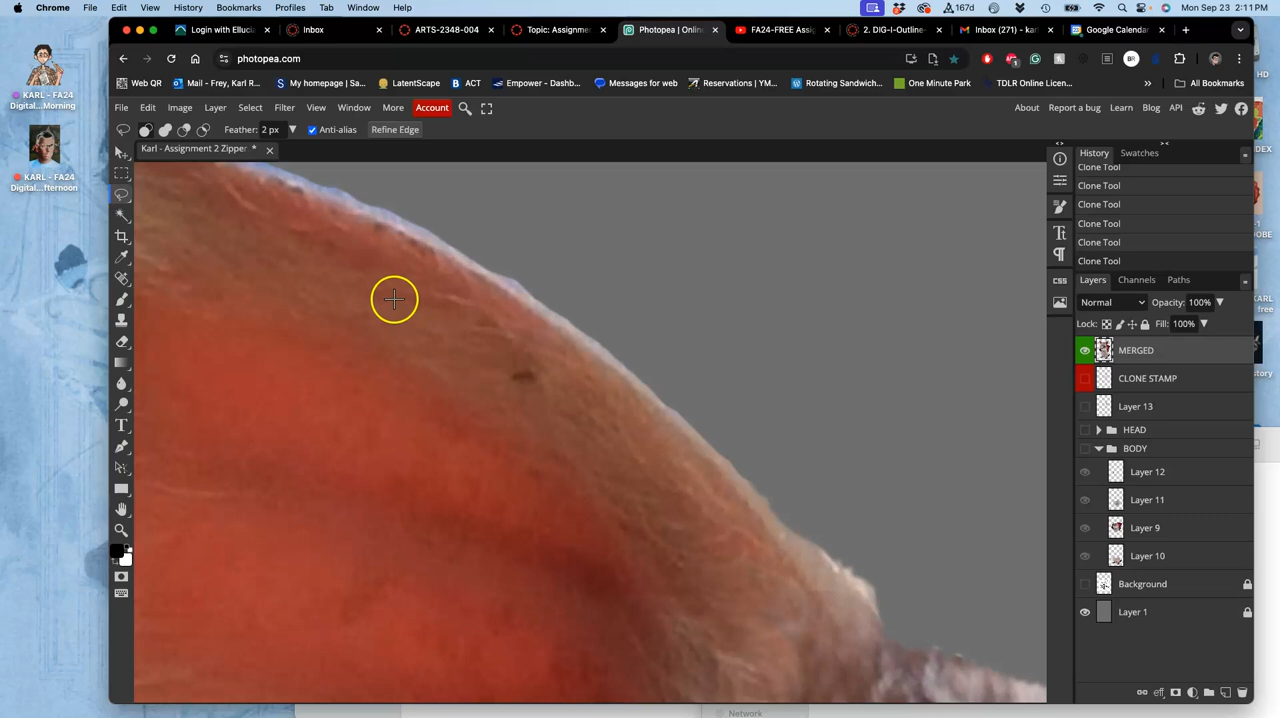 Chrome File Edit View History Bookmarks Profiles Tab Window Help 167d Mon Sep 23 2:11 PM
Login with Ellucia Inbox ARTS-2348-004 Topic: Assignme Photopea | Onlin FA24-FREE Assig 2. DIG-I-Outline- Inbox (271) - kar Google Calenda
photopea.com
Web QR Mail - Frey, Karl R... My homepage | Sa... LatentScape ACT Empower - Dashb... Messages for web Reservations | YM... Rotating Sandwich... One Minute Park TDLR Online Licen... » All Bookmarks
File Edit Image Layer Select Filter View Window More Account About Report a bug Learn Blog API
Feather: 2 px Anti-alias Refine Edge
Karl - Assignment 2 Zipper *
KARL - FA24
Digital...Morning
KARL - FA24
Digital...fternoon
History Swatches
Clone Tool
Clone Tool
Clone Tool
Clone Tool
Clone Tool
Clone Tool
Layers Channels Paths
Normal Opacity: 100%
Lock: Fill: 100%
MERGED
CLONE STAMP
Layer 13
HEAD
BODY
Layer 12
Layer 11
Layer 9
Layer 10
Background
Layer 1
CSS
Network